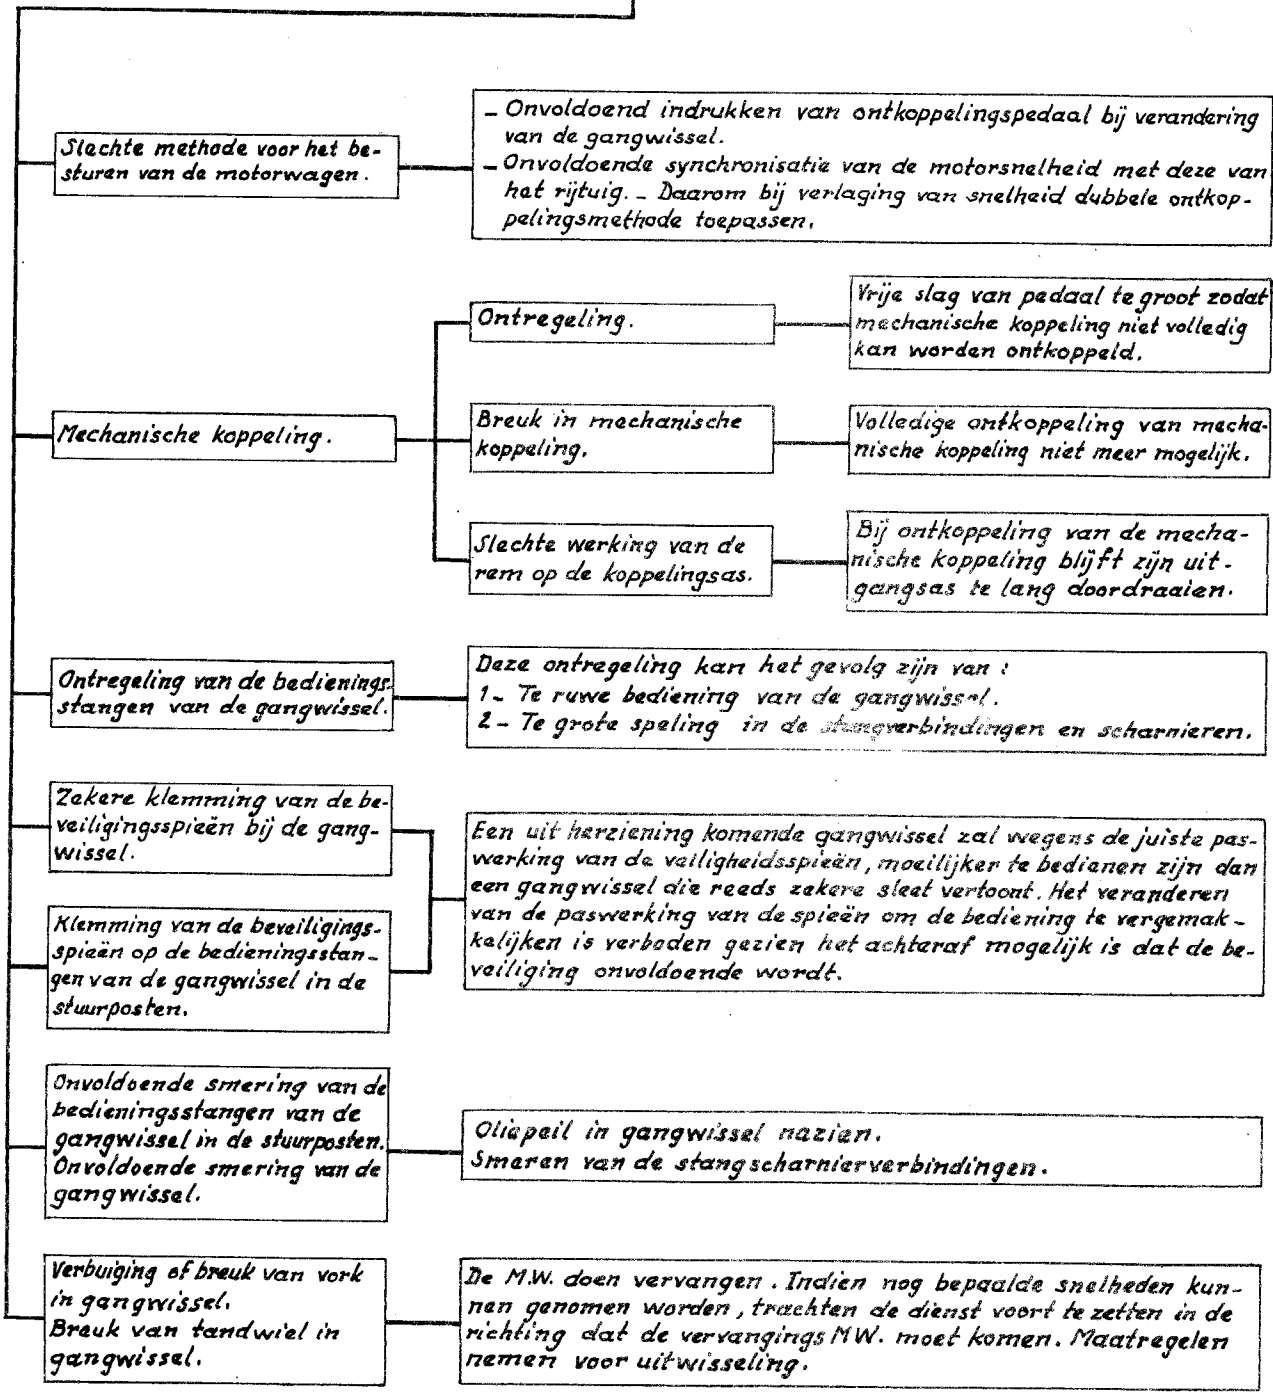 Slechte methode voor het be-
sturen van de motorwagen.
– Onvoldoend indrukken van ontkoppelingspedaal bij verandering
van de gangwissel.
– Onvoldoende synchronisatie van de motorsnelheid met deze van
het rijtuig. – Daarom bij verlaging van snelheid dubbele ontkop-
pelingsmethode toepassen.
Mechanische koppeling.
Ontregeling.
Vrije slag van pedaal te groot zodat
mechanische koppeling niet volledig
kan worden ontkoppeld.
Breuk in mechanische
koppeling.
Volledige ontkoppeling van mecha-
nische koppeling niet meer mogelijk.
Slechte werking van de
rem op de koppelingsas.
Bij ontkoppeling van de mecha-
nische koppeling blijft zijn uit-
gangsas te lang doordraaien.
Ontregeling van de bedienings-
stangen van de gangwissel.
Deze ontregeling kan het gevolg zijn van :
1 – Te ruwe bediening van de gangwissel.
2 – Te grote speling in de stangverbindingen en scharnieren.
Zekere klemming van de be-
veiligingsspieën bij de gang-
wissel.
Klemming van de beveiligings-
spieën op de bedieningsstan-
gen van de gangwissel in de
stuurposten.
Een uit herziening komende gangwissel zal wegens de juiste pas-
werking van de veiligheidsspieën, moeilijker te bedienen zijn dan
een gangwissel die reeds zekere sleet vertoont. Het veranderen
van de paswerking van de spieën om de bediening te vergemak-
kelijken is verboden gezien het achteraf mogelijk is dat de be-
veiliging onvoldoende wordt.
Onvoldoende smering van de
bedieningsstangen van de
gangwissel in de stuurposten.
Onvoldoende smering van de
gangwissel.
Oliepeil in gangwissel nazien.
Smeren van de stangscharnierverbindingen.
Verbuiging of breuk van vork
in gangwissel.
Breuk van tandwiel in
gangwissel.
De M.W. doen vervangen. Indien nog bepaalde snelheden kun-
nen genomen worden, trachten de dienst voort te zetten in de
richting dat de vervangings MW. moet komen. Maatregelen
nemen voor uitwisseling.